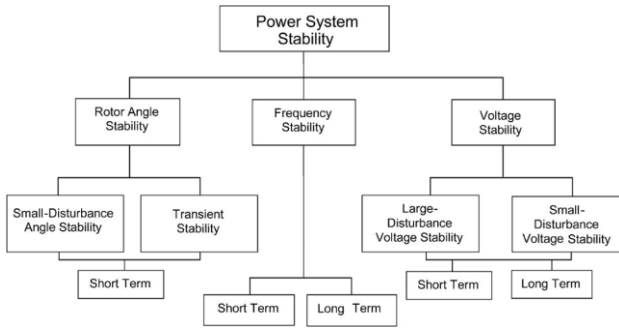 Power System
Stability
Rotor Angle
Stability
Frequency
Stability
Voltage
Stability
Small-Disturbance
Angle Stability
Transient
Stability
Large-
Disturbance
Voltage Stability
Small-
Disturbance
Voltage Stability
Short Term
Short Term
Long Term
Short Term
Long Term